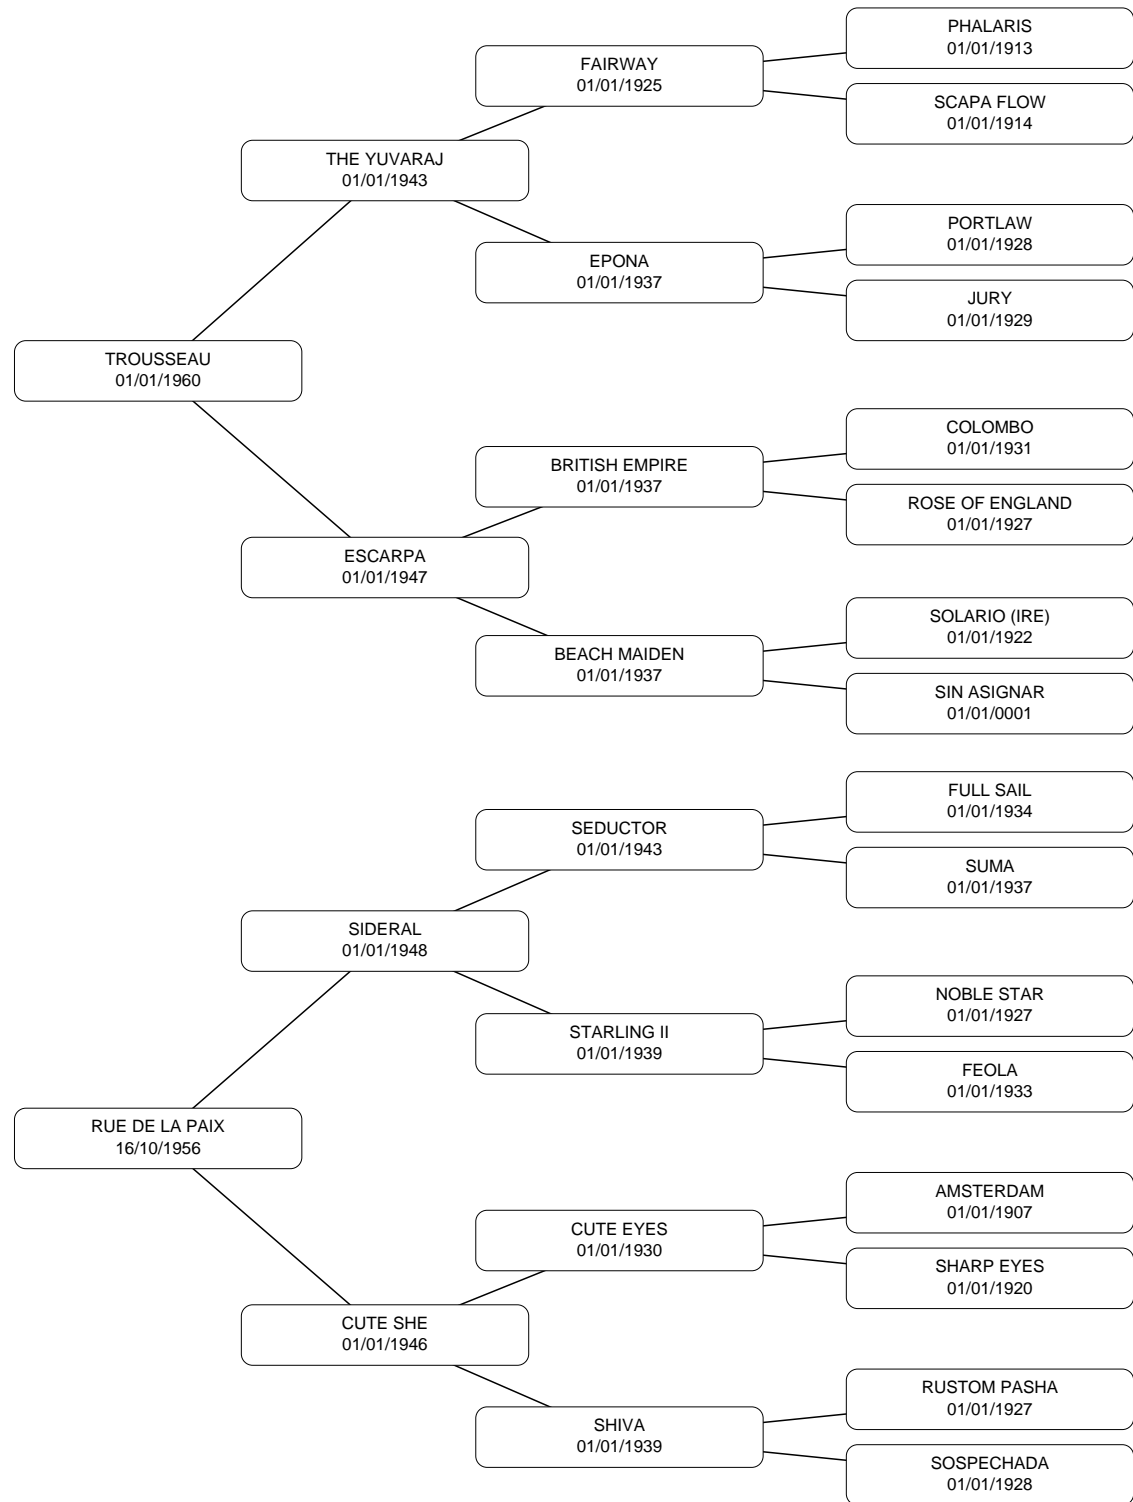 PHALARIS
01/01/1913
FAIRWAY
01/01/1925
SCAPA FLOW
01/01/1914
THE YUVARAJ
01/01/1943
PORTLAW
01/01/1928
EPONA
01/01/1937
JURY
01/01/1929
TROUSSEAU
01/01/1960
COLOMBO
01/01/1931
BRITISH EMPIRE
01/01/1937
ROSE OF ENGLAND
01/01/1927
ESCARPA
01/01/1947
SOLARIO (IRE)
01/01/1922
BEACH MAIDEN
01/01/1937
SIN ASIGNAR
01/01/0001
FULL SAIL
01/01/1934
SEDUCTOR
01/01/1943
SUMA
01/01/1937
SIDERAL
01/01/1948
NOBLE STAR
01/01/1927
STARLING II
01/01/1939
FEOLA
01/01/1933
RUE DE LA PAIX
16/10/1956
AMSTERDAM
01/01/1907
CUTE EYES
01/01/1930
SHARP EYES
01/01/1920
CUTE SHE
01/01/1946
RUSTOM PASHA
01/01/1927
SHIVA
01/01/1939
SOSPECHADA
01/01/1928